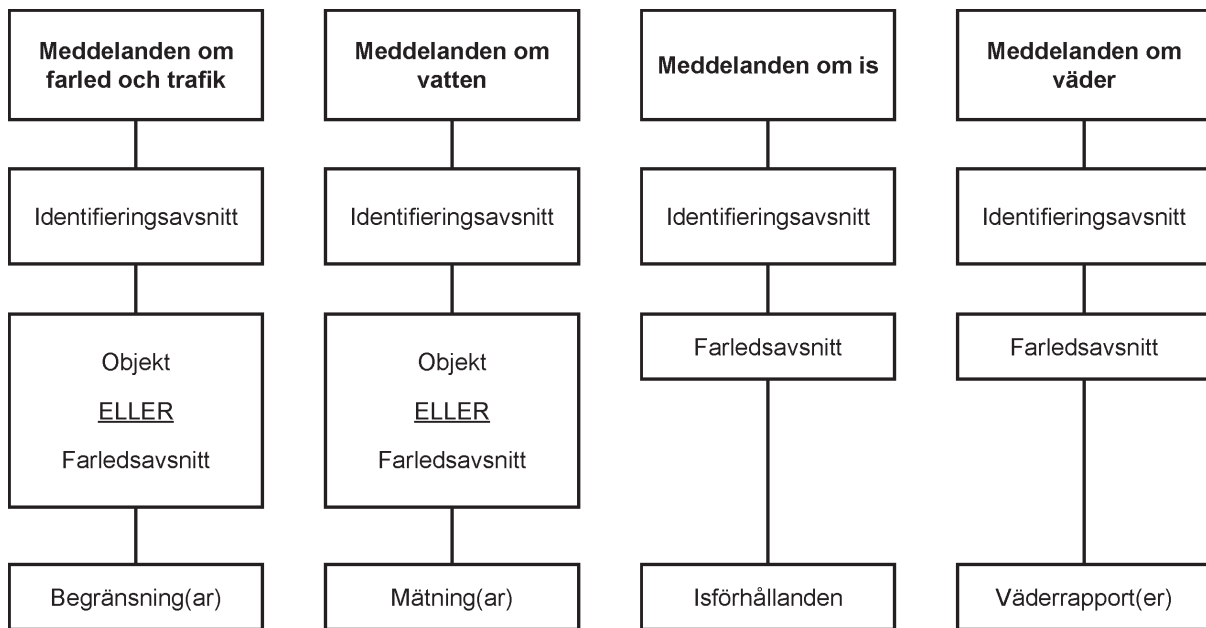 Meddelanden om
farled och trafik
Meddelanden om
vatten
Meddelanden om is
Meddelanden om
väder
Identifieringsavsnitt
Identifieringsavsnitt
Identifieringsavsnitt
Identifieringsavsnitt
Objekt
ELLER
Farledsavsnitt
Objekt
ELLER
Farledsavsnitt
Farledsavsnitt
Farledsavsnitt
Begränsning(ar)
Mätning(ar)
Isförhållanden
Väderrapport(er)